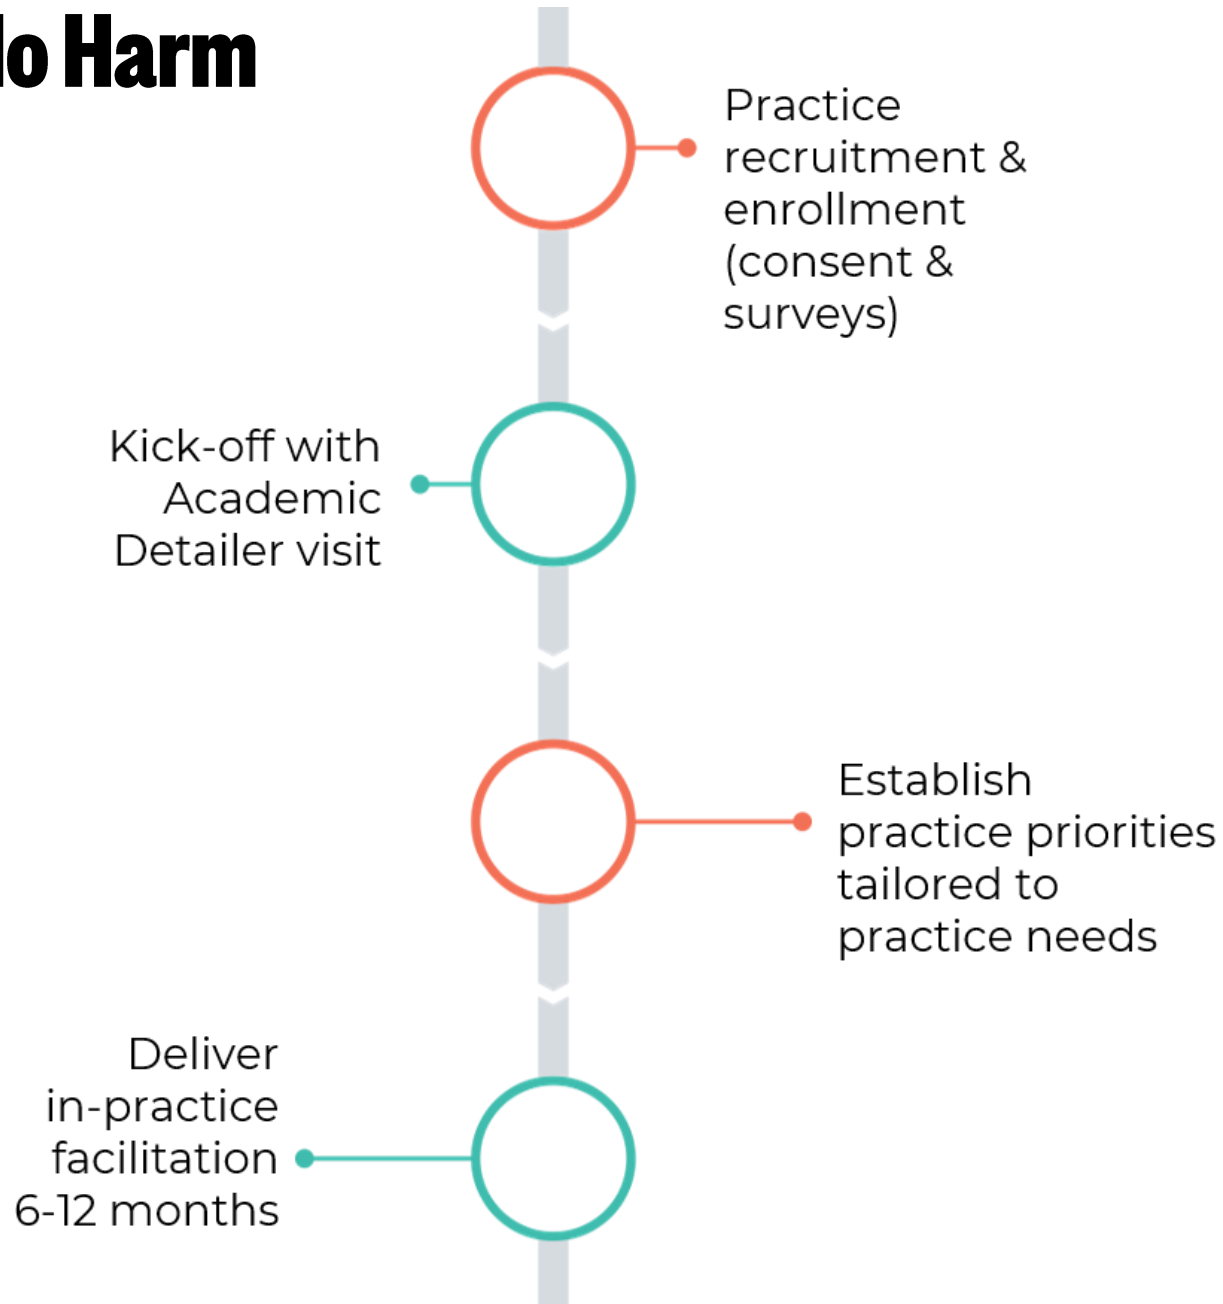 Harm
Practice
recruitment &
enrollment
(consent &
surveys)
Kick-off with
Academic
Detailer visit
Establish
practice priorities
tailored to
practice needs
Deliver
in-practice
facilitation
6-12 months